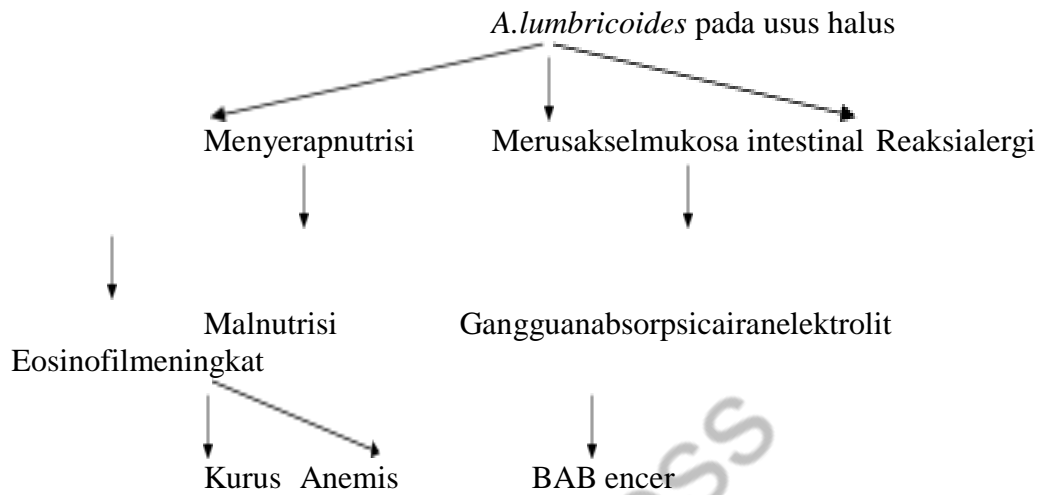 A.lumbricoides pada usus halus
Menyerapnutrisi Merusakselmukosa intestinal Reaksialergi
Malnutrisi Gangguanabsorpsicairanelektrolit
Eosinofilmeningkat
Kurus Anemis BAB encer